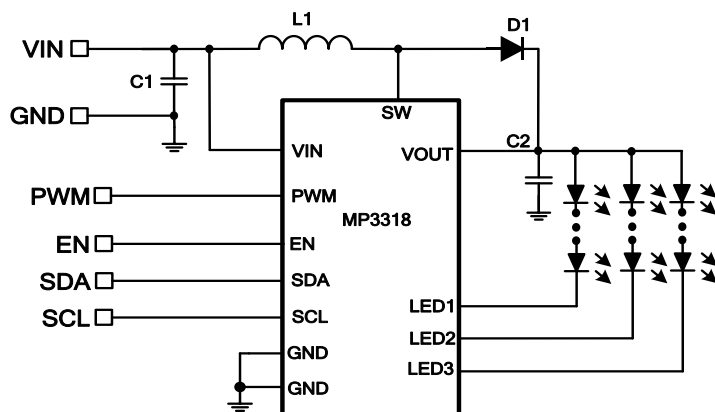 L1
D1
VIN
C1
GND
SW
VIN
VOUT
C2
PWM
PWM
MP3318
EN
EN
SDA
SDA
SCL
SCL
LED1
LED2
GND
LED3
GND